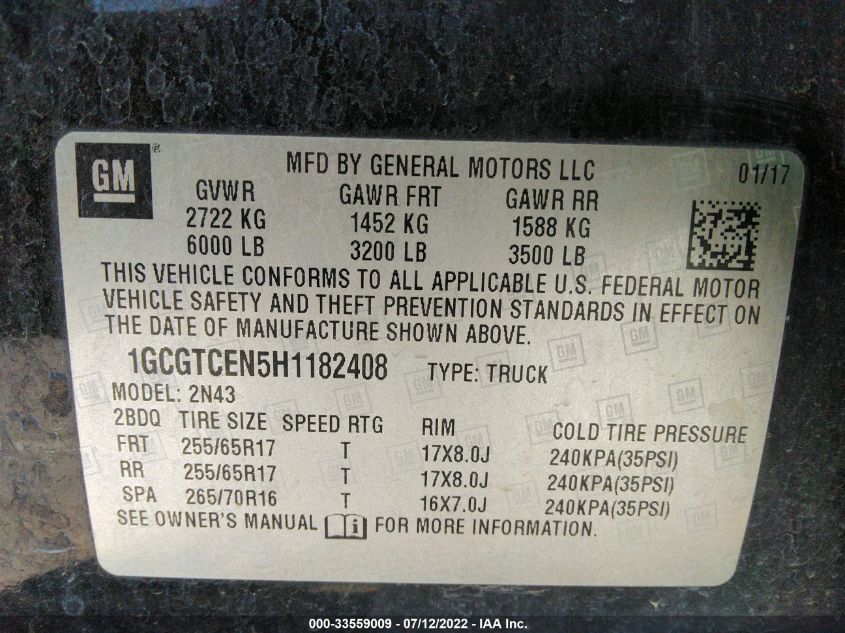 GM MFD BY GENERAL MOTORS LLC 01/17
GVWR GAWR FRT GAWR RR
2722 KG 1452 KG 1588 KG
6000 LB 3200 LB 3500 LB
THIS VEHICLE CONFORMS TO ALL APPLICABLE U.S. FEDERAL MOTOR
VEHICLE SAFETY AND THEFT PREVENTION STANDARDS IN EFFECT ON
THE DATE OF MANUFACTURE SHOWN ABOVE.
1GCGTCEN5H1182408 TYPE: TRUCK
MODEL: 2N43
2BDQ TIRE SIZE SPEED RTG RIM COLD TIRE PRESSURE
FRT 255/65R17 T 17X8.0J 240KPA(35PSI)
RR 255/65R17 T 17X8.0J 240KPA(35PSI)
SPA 265/70R16 T 16X7.0J 240KPA(35PSI)
SEE OWNER'S MANUAL FOR MORE INFORMATION.
000-33559009 - 07/12/2022 - IAA Inc.